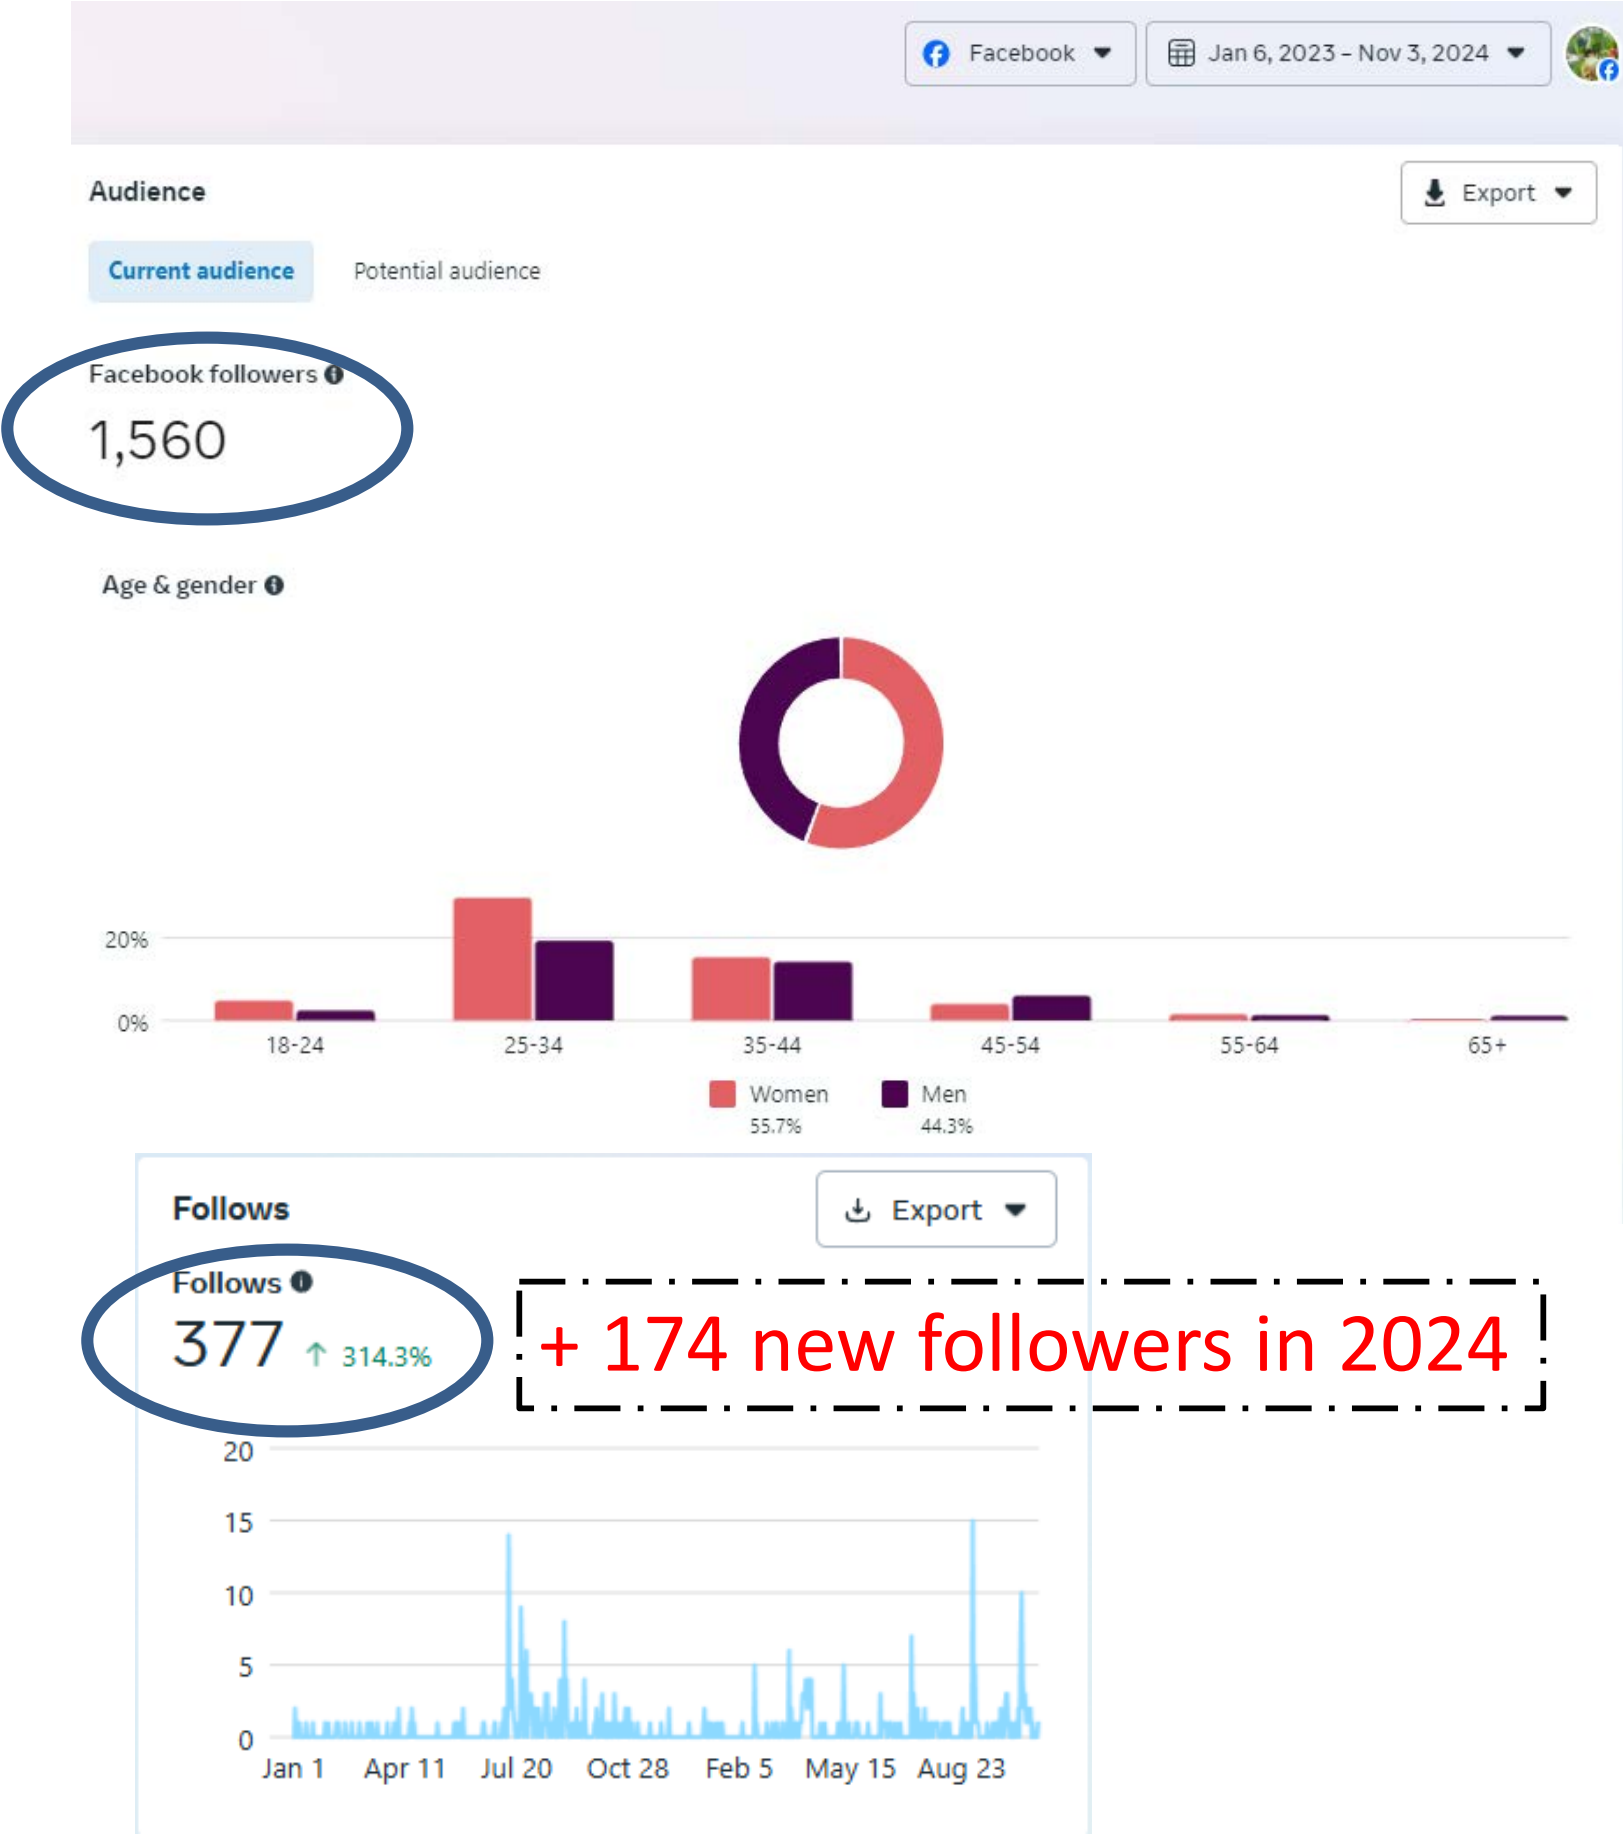 Facebook
Jan 6, 2023 – Nov 3, 2024
Audience
Export
Current audience
Potential audience
Facebook followers
1,560
Age & gender
20%
0%
18-24 25-34 35-44 45-54 55-64 65+
Women Men
55.7% 44.3%
Follows
Export
Follows
377 ↑ 314.3%
+ 174 new followers in 2024
20
15
10
5
0
Jan 1 Apr 11 Jul 20 Oct 28 Feb 5 May 15 Aug 23